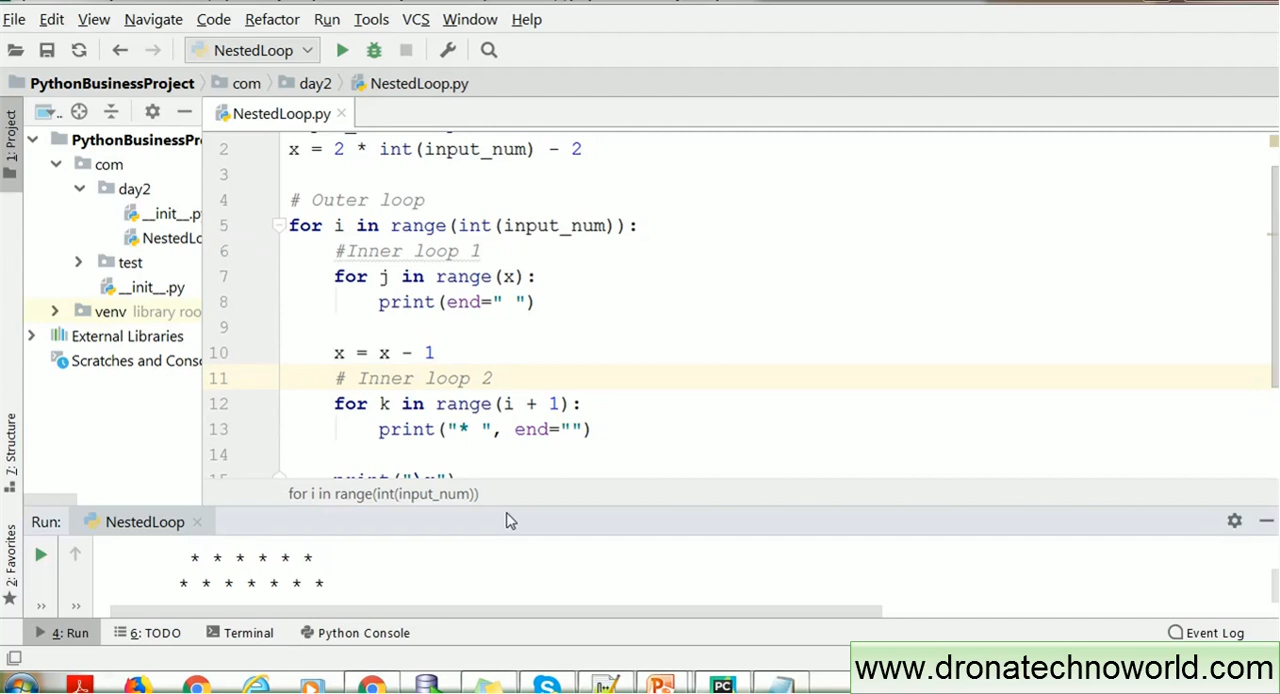 File Edit View Navigate Code Refactor Run Tools VCS Window Help
NestedLoop
PythonBusinessProject com day2 NestedLoop.py
1: Project
NestedLoop.py
PythonBusinessPr
com
day2
__init__.p
NestedLo
test
__init__.py
venv library roo
External Libraries
Scratches and Conso
2 x = 2 * int(input_num) - 2
3
4 # Outer loop
5 for i in range(int(input_num)):
6 #Inner loop 1
7 for j in range(x):
8 print(end=" ")
9
10 x = x - 1
11 # Inner loop 2
12 for k in range(i + 1):
13 print("* ", end="")
14
for i in range(int(input_num))
7: Structure
2: Favorites
Run: NestedLoop
* * * * * *
* * * * * * *
4: Run 6: TODO Terminal Python Console Event Log
www.dronatechnoworld.com